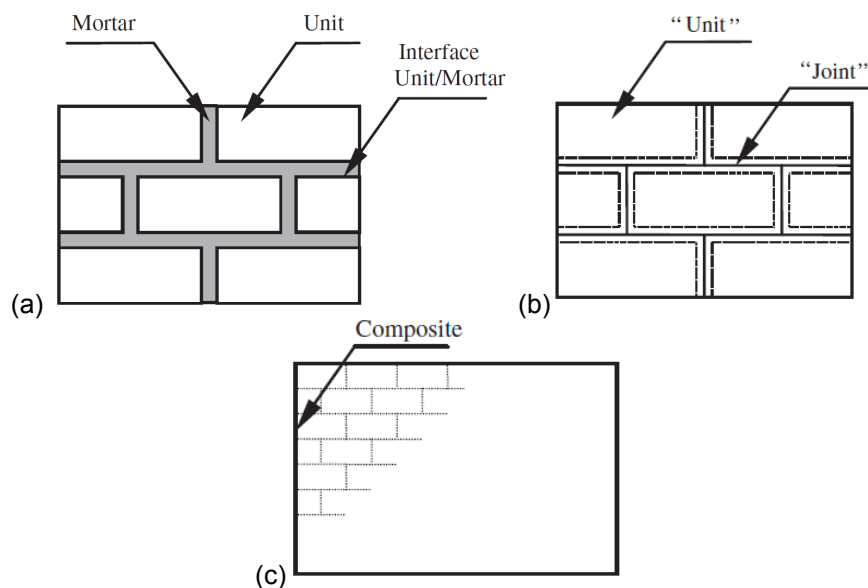 Mortar
Unit
Interface
Unit/Mortar
(a)
“Unit”
“Joint”
(b)
Composite
(c)